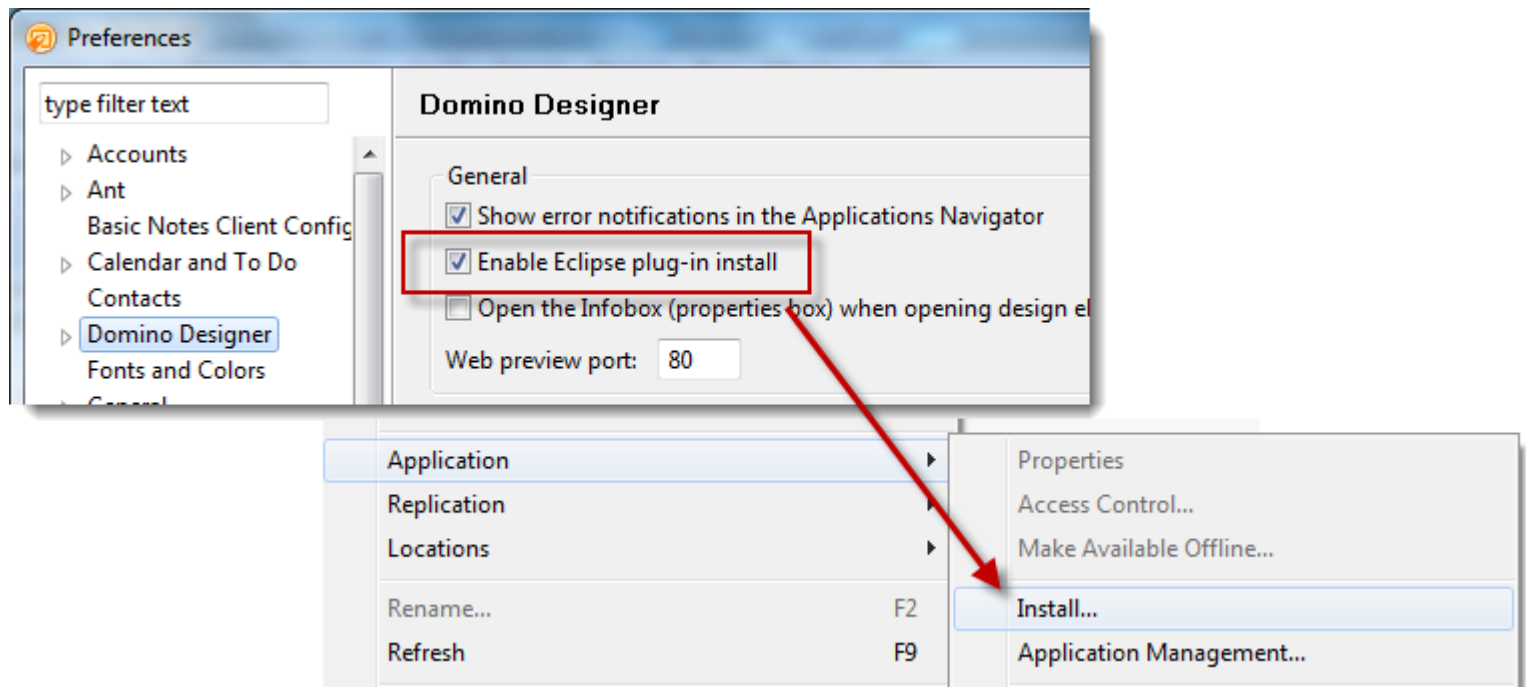 Preferences
type filter text
Accounts
Ant
Basic Notes Client Config
Calendar and To Do
Contacts
Domino Designer
Fonts and Colors
General
Domino Designer
General
Show error notifications in the Applications Navigator
Enable Eclipse plug-in install
Open the Infobox (properties box) when opening design el
Web preview port: 80
Application
Replication
Locations
Rename... F2
Refresh F9
Properties
Access Control...
Make Available Offline...
Install...
Application Management...